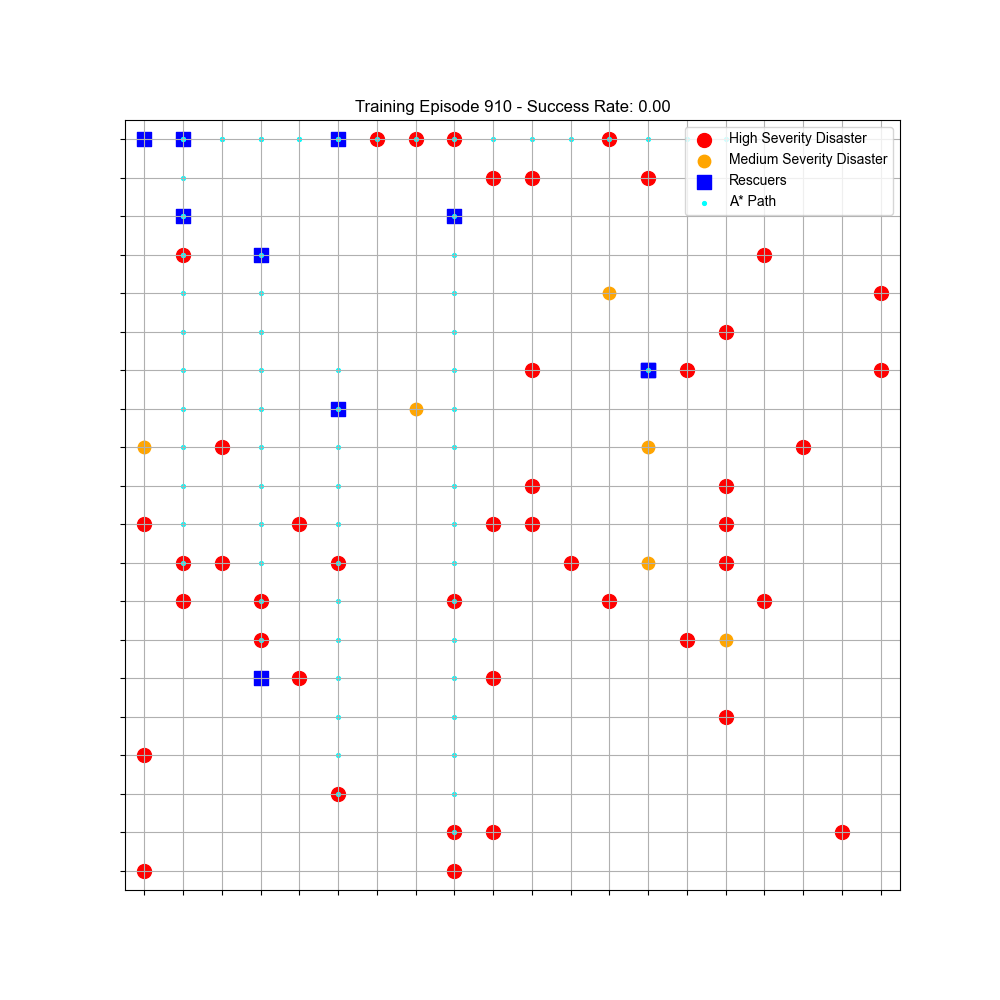 Training Episode 910 - Success Rate: 0.00
High Severity Disaster
Medium Severity Disaster
Rescuers
A* Path